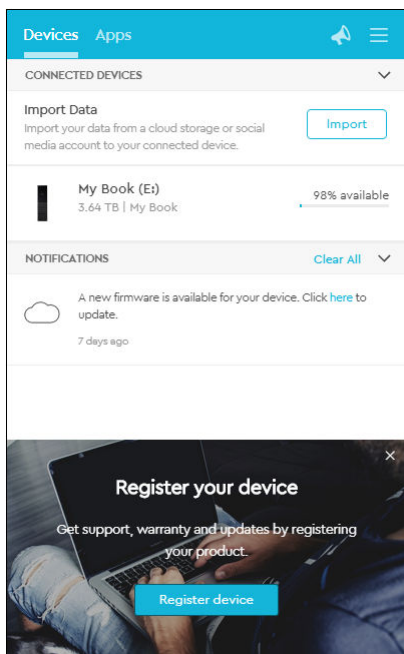 Devices Apps
CONNECTED DEVICES
Import Data
Import your data from a cloud storage or social
media account to your connected device.
Import
My Book (E:)
3.64 TB | My Book
98% available
NOTIFICATIONS Clear All
A new firmware is available for your device. Click here to
update.
7 days ago
Register your device
Get support, warranty and updates by registering
your product.
Register device